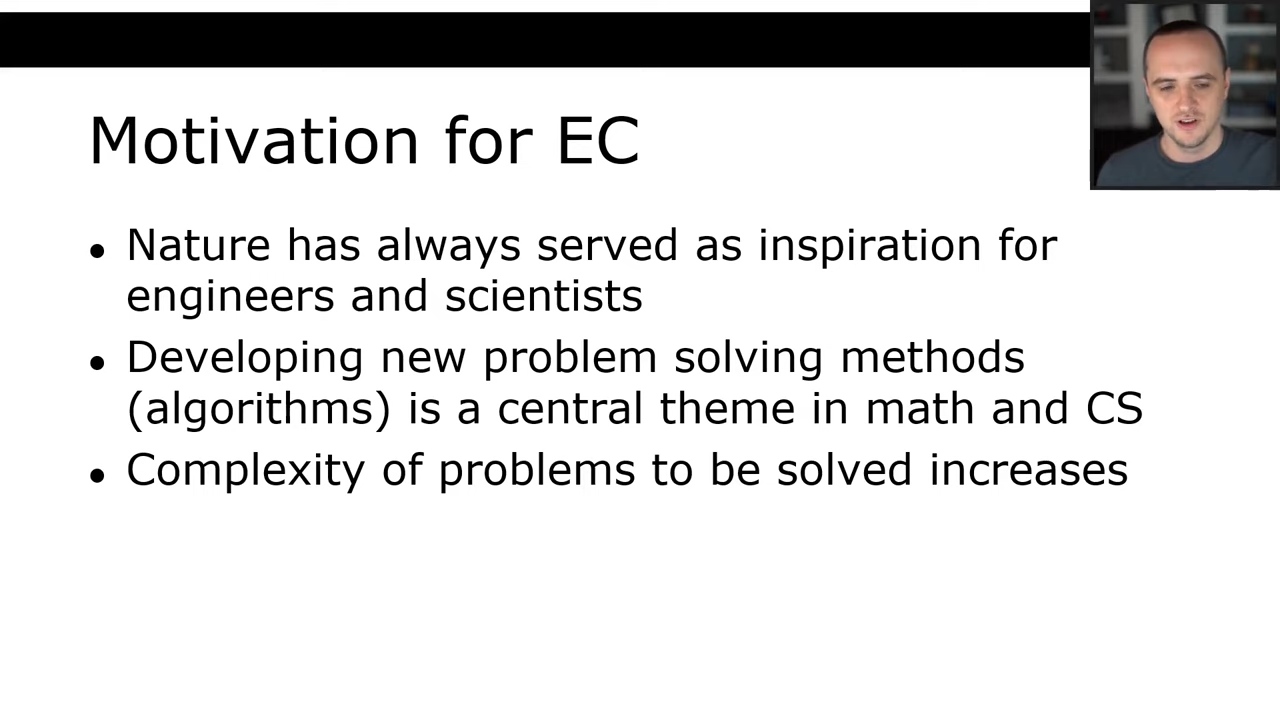 Motivation for EC
• Nature has always served as inspiration for
engineers and scientists
• Developing new problem solving methods
(algorithms) is a central theme in math and CS
• Complexity of problems to be solved increases